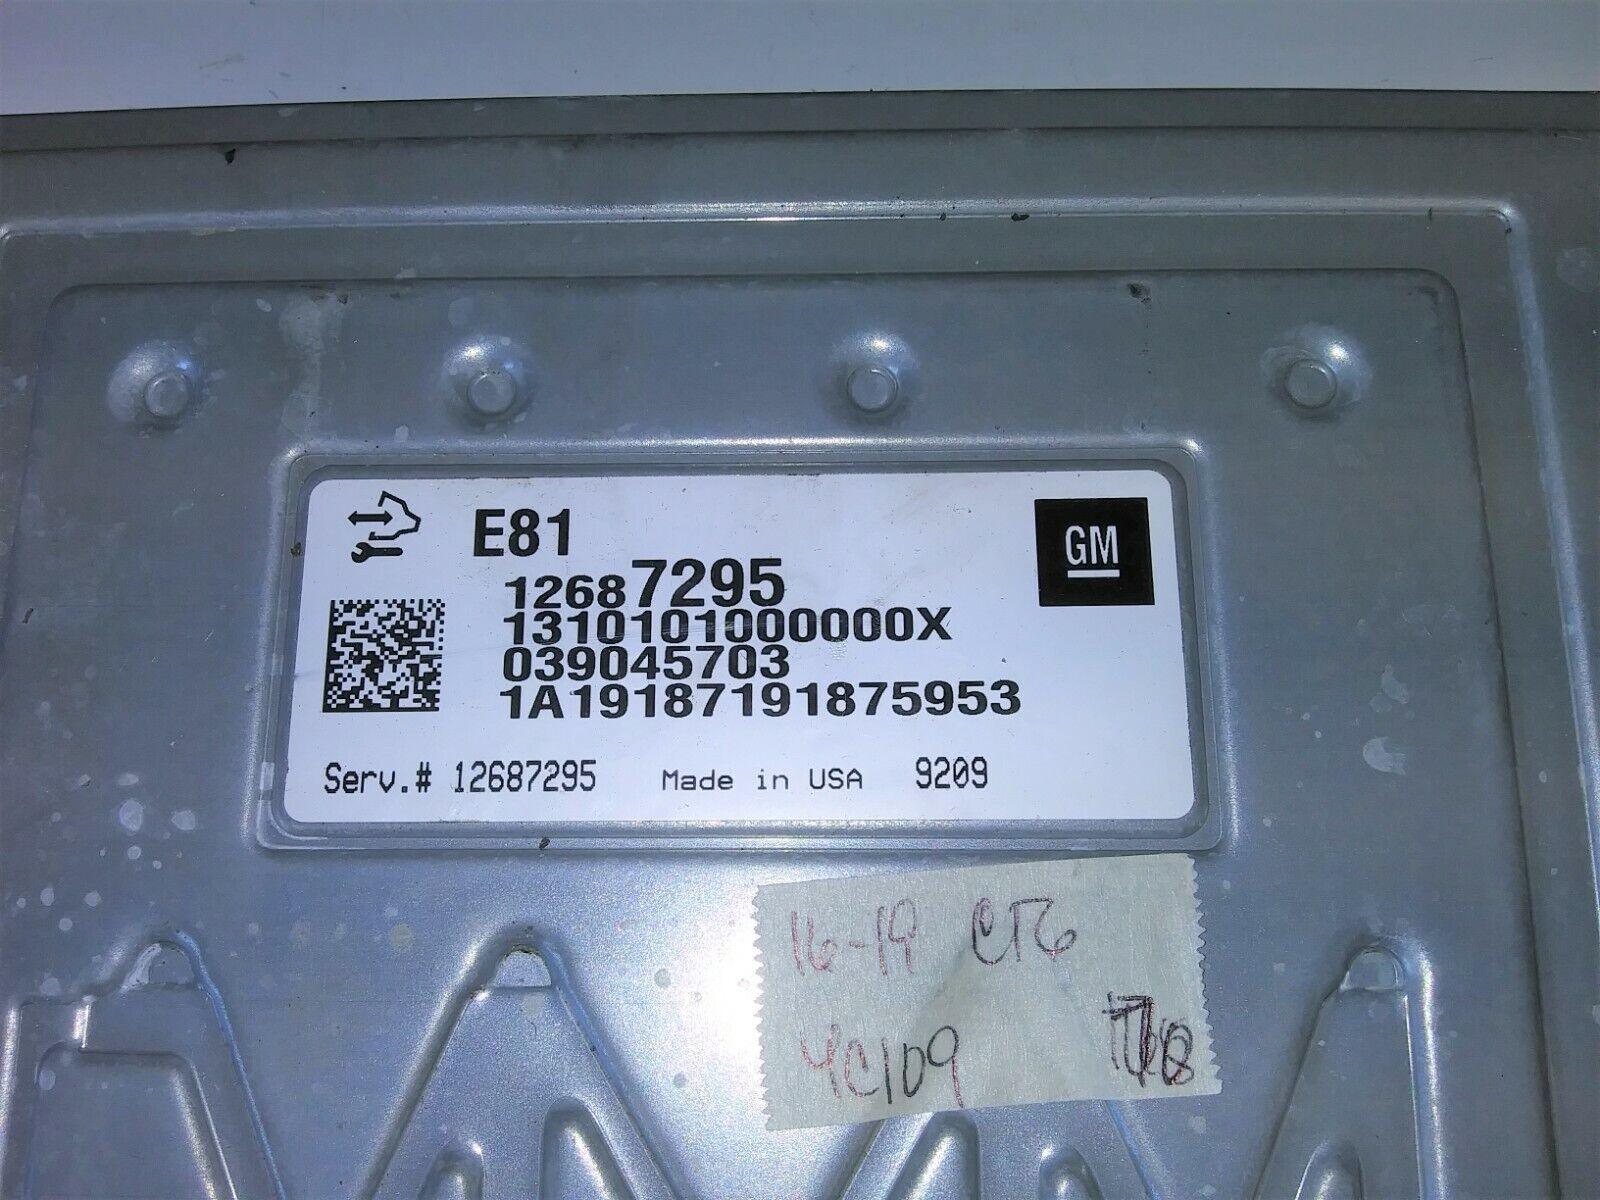 E81
GM
12687295
1310101000000X
039045703
1A19187191875953
Serv.# 12687295 Made in USA 9209
16-19 CT6
4C109